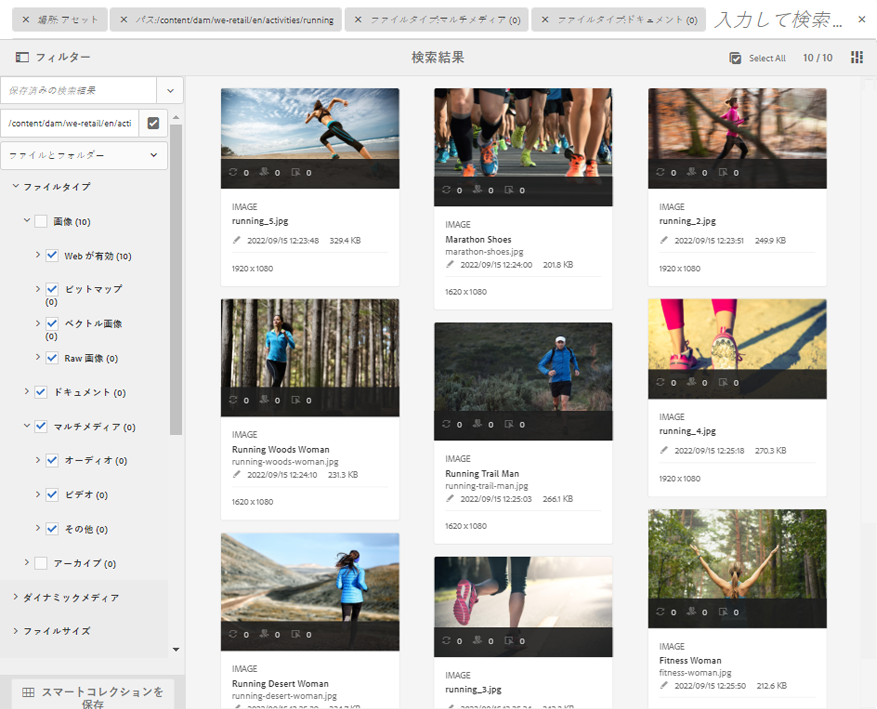 ✕ 場所: アセット ✕ パス:/content/dam/we-retail/en/activities/running ✕ ファイルタイプ:マルチメディア (0) ✕ ファイルタイプ:ドキュメント (0) 入力して検索... ✕
フィルター 検索結果 Select All 10 / 10
保存済みの検索結果
/content/dam/we-retail/en/acti
ファイルとフォルダー
ファイルタイプ
画像 (10)
Web が有効 (10)
ビットマップ
(0)
ベクトル画像
(0)
Raw 画像 (0)
ドキュメント (0)
マルチメディア (0)
オーディオ (0)
ビデオ (0)
その他 (0)
アーカイブ (0)
ダイナミックメディア
ファイルサイズ
スマートコレクションを
保存
0 0 0
IMAGE
running_5.jpg
2022/09/15 12:23:48 329.4 KB
1920 x 1080
0 0 0
IMAGE
Marathon Shoes
marathon-shoes.jpg
2022/09/15 12:24:00 201.8 KB
1620 x 1080
0 0 0
IMAGE
running_2.jpg
2022/09/15 12:23:51 249.9 KB
1920 x 1080
0 0 0
IMAGE
Running Woods Woman
running-woods-woman.jpg
2022/09/15 12:24:10 231.3 KB
1620 x 1080
0 0 0
IMAGE
Running Trail Man
running-trail-man.jpg
2022/09/15 12:25:03 266.1 KB
1620 x 1080
0 0 0
IMAGE
running_4.jpg
2022/09/15 12:25:18 270.3 KB
1920 x 1080
0 0 0
IMAGE
Running Desert Woman
running-desert-woman.jpg
0 0 0
IMAGE
running_3.jpg
0 0 0
IMAGE
Fitness Woman
fitness-woman.jpg
2022/09/15 12:25:50 212.6 KB